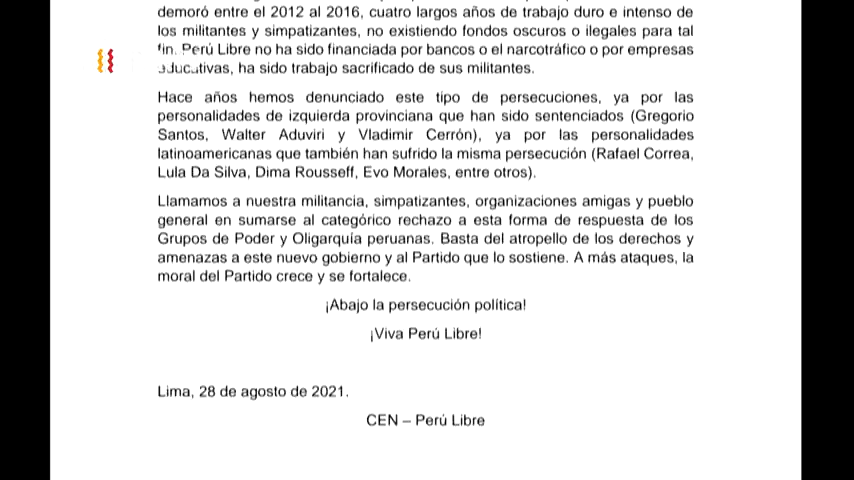 demoró entre el 2012 al 2016, cuatro largos años de trabajo duro e intenso de
los militantes y simpatizantes, no existiendo fondos oscuros o ilegales para tal
fin. Perú Libre no ha sido financiada por bancos o el narcotráfico o por empresas
educativas, ha sido trabajo sacrificado de sus militantes.
Hace años hemos denunciado este tipo de persecuciones, ya por las
personalidades de izquierda provinciana que han sido sentenciados (Gregorio
Santos, Walter Aduviri y Vladimir Cerrón), ya por las personalidades
latinoamericanas que también han sufrido la misma persecución (Rafael Correa,
Lula Da Silva, Dima Rousseff, Evo Morales, entre otros).
Llamamos a nuestra militancia, simpatizantes, organizaciones amigas y pueblo
general en sumarse al categórico rechazo a esta forma de respuesta de los
Grupos de Poder y Oligarquía peruanas. Basta del atropello de los derechos y
amenazas a este nuevo gobierno y al Partido que lo sostiene. A más ataques, la
moral del Partido crece y se fortalece.
¡Abajo la persecución política!
¡Viva Perú Libre!
Lima, 28 de agosto de 2021.
CEN – Perú Libre